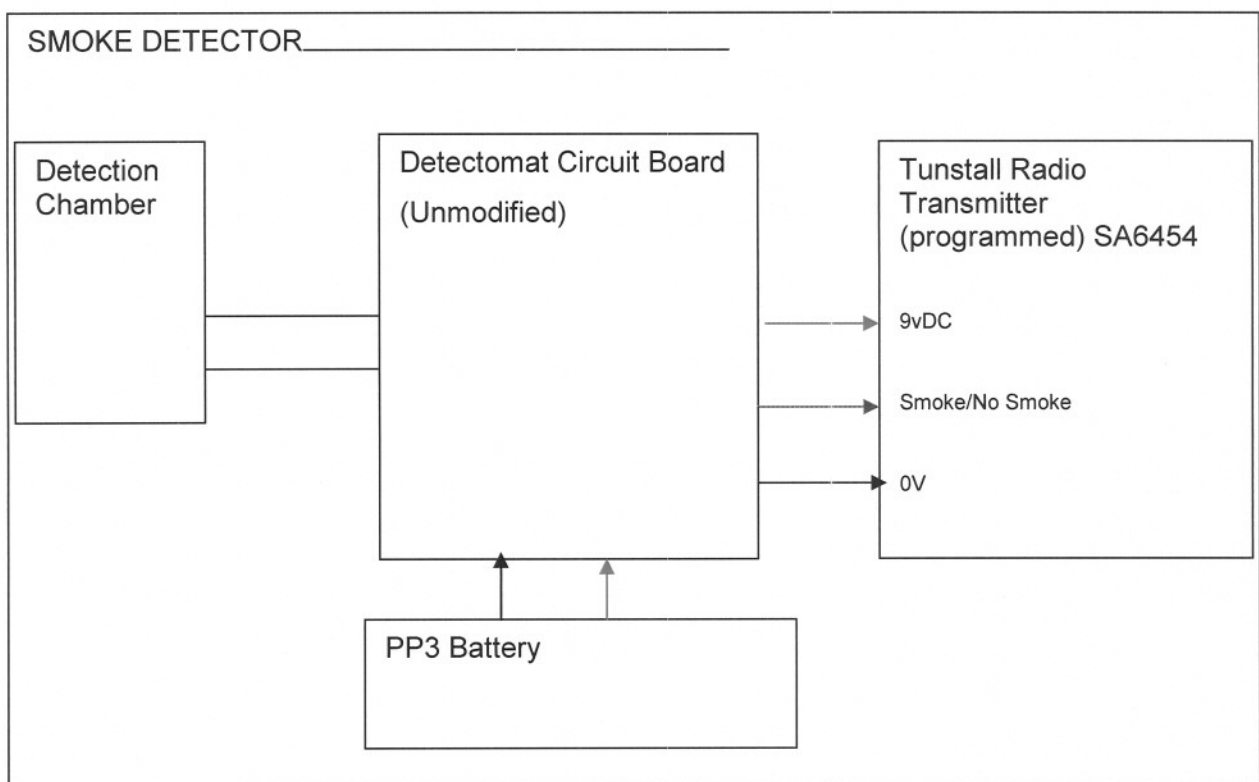 SMOKE DETECTOR
Detection
Chamber
Detectomat Circuit Board
(Unmodified)
Tunstall Radio
Transmitter
(programmed) SA6454
9vDC
Smoke/No Smoke
0V
PP3 Battery